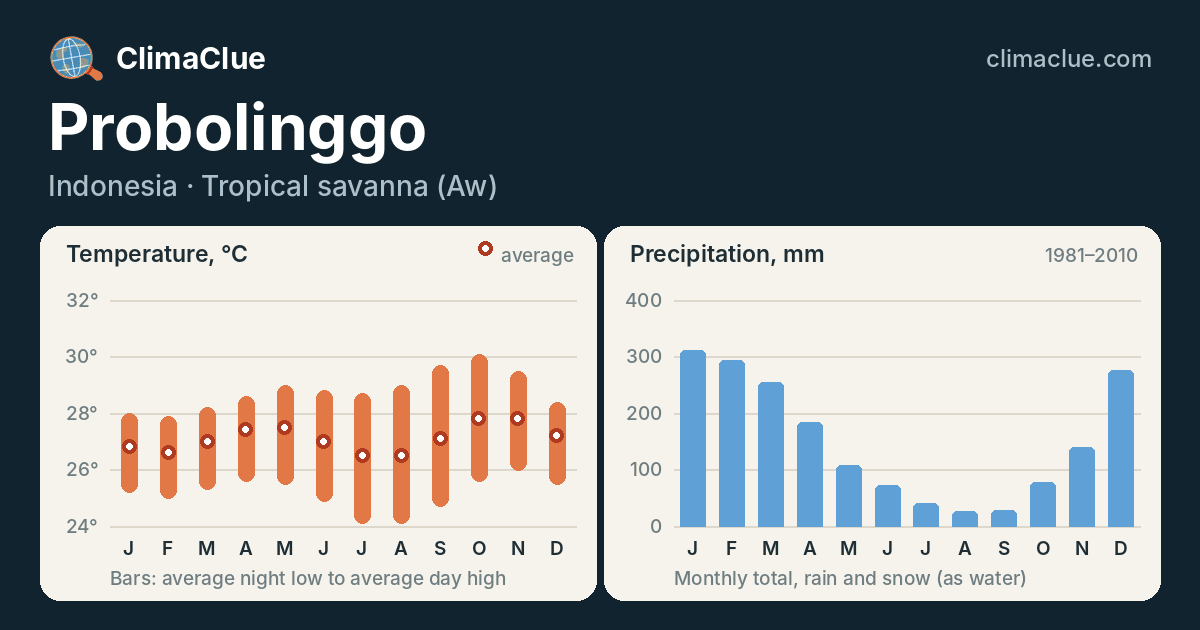 ClimaClue
climaclue.com
Probolinggo
Indonesia · Tropical savanna (Aw)
Temperature, °C
average
32°
30°
28°
26°
24°
J F M A M J J A S O N D
Bars: average night low to average day high
Precipitation, mm
1981–2010
400
300
200
100
0
J F M A M J J A S O N D
Monthly total, rain and snow (as water)